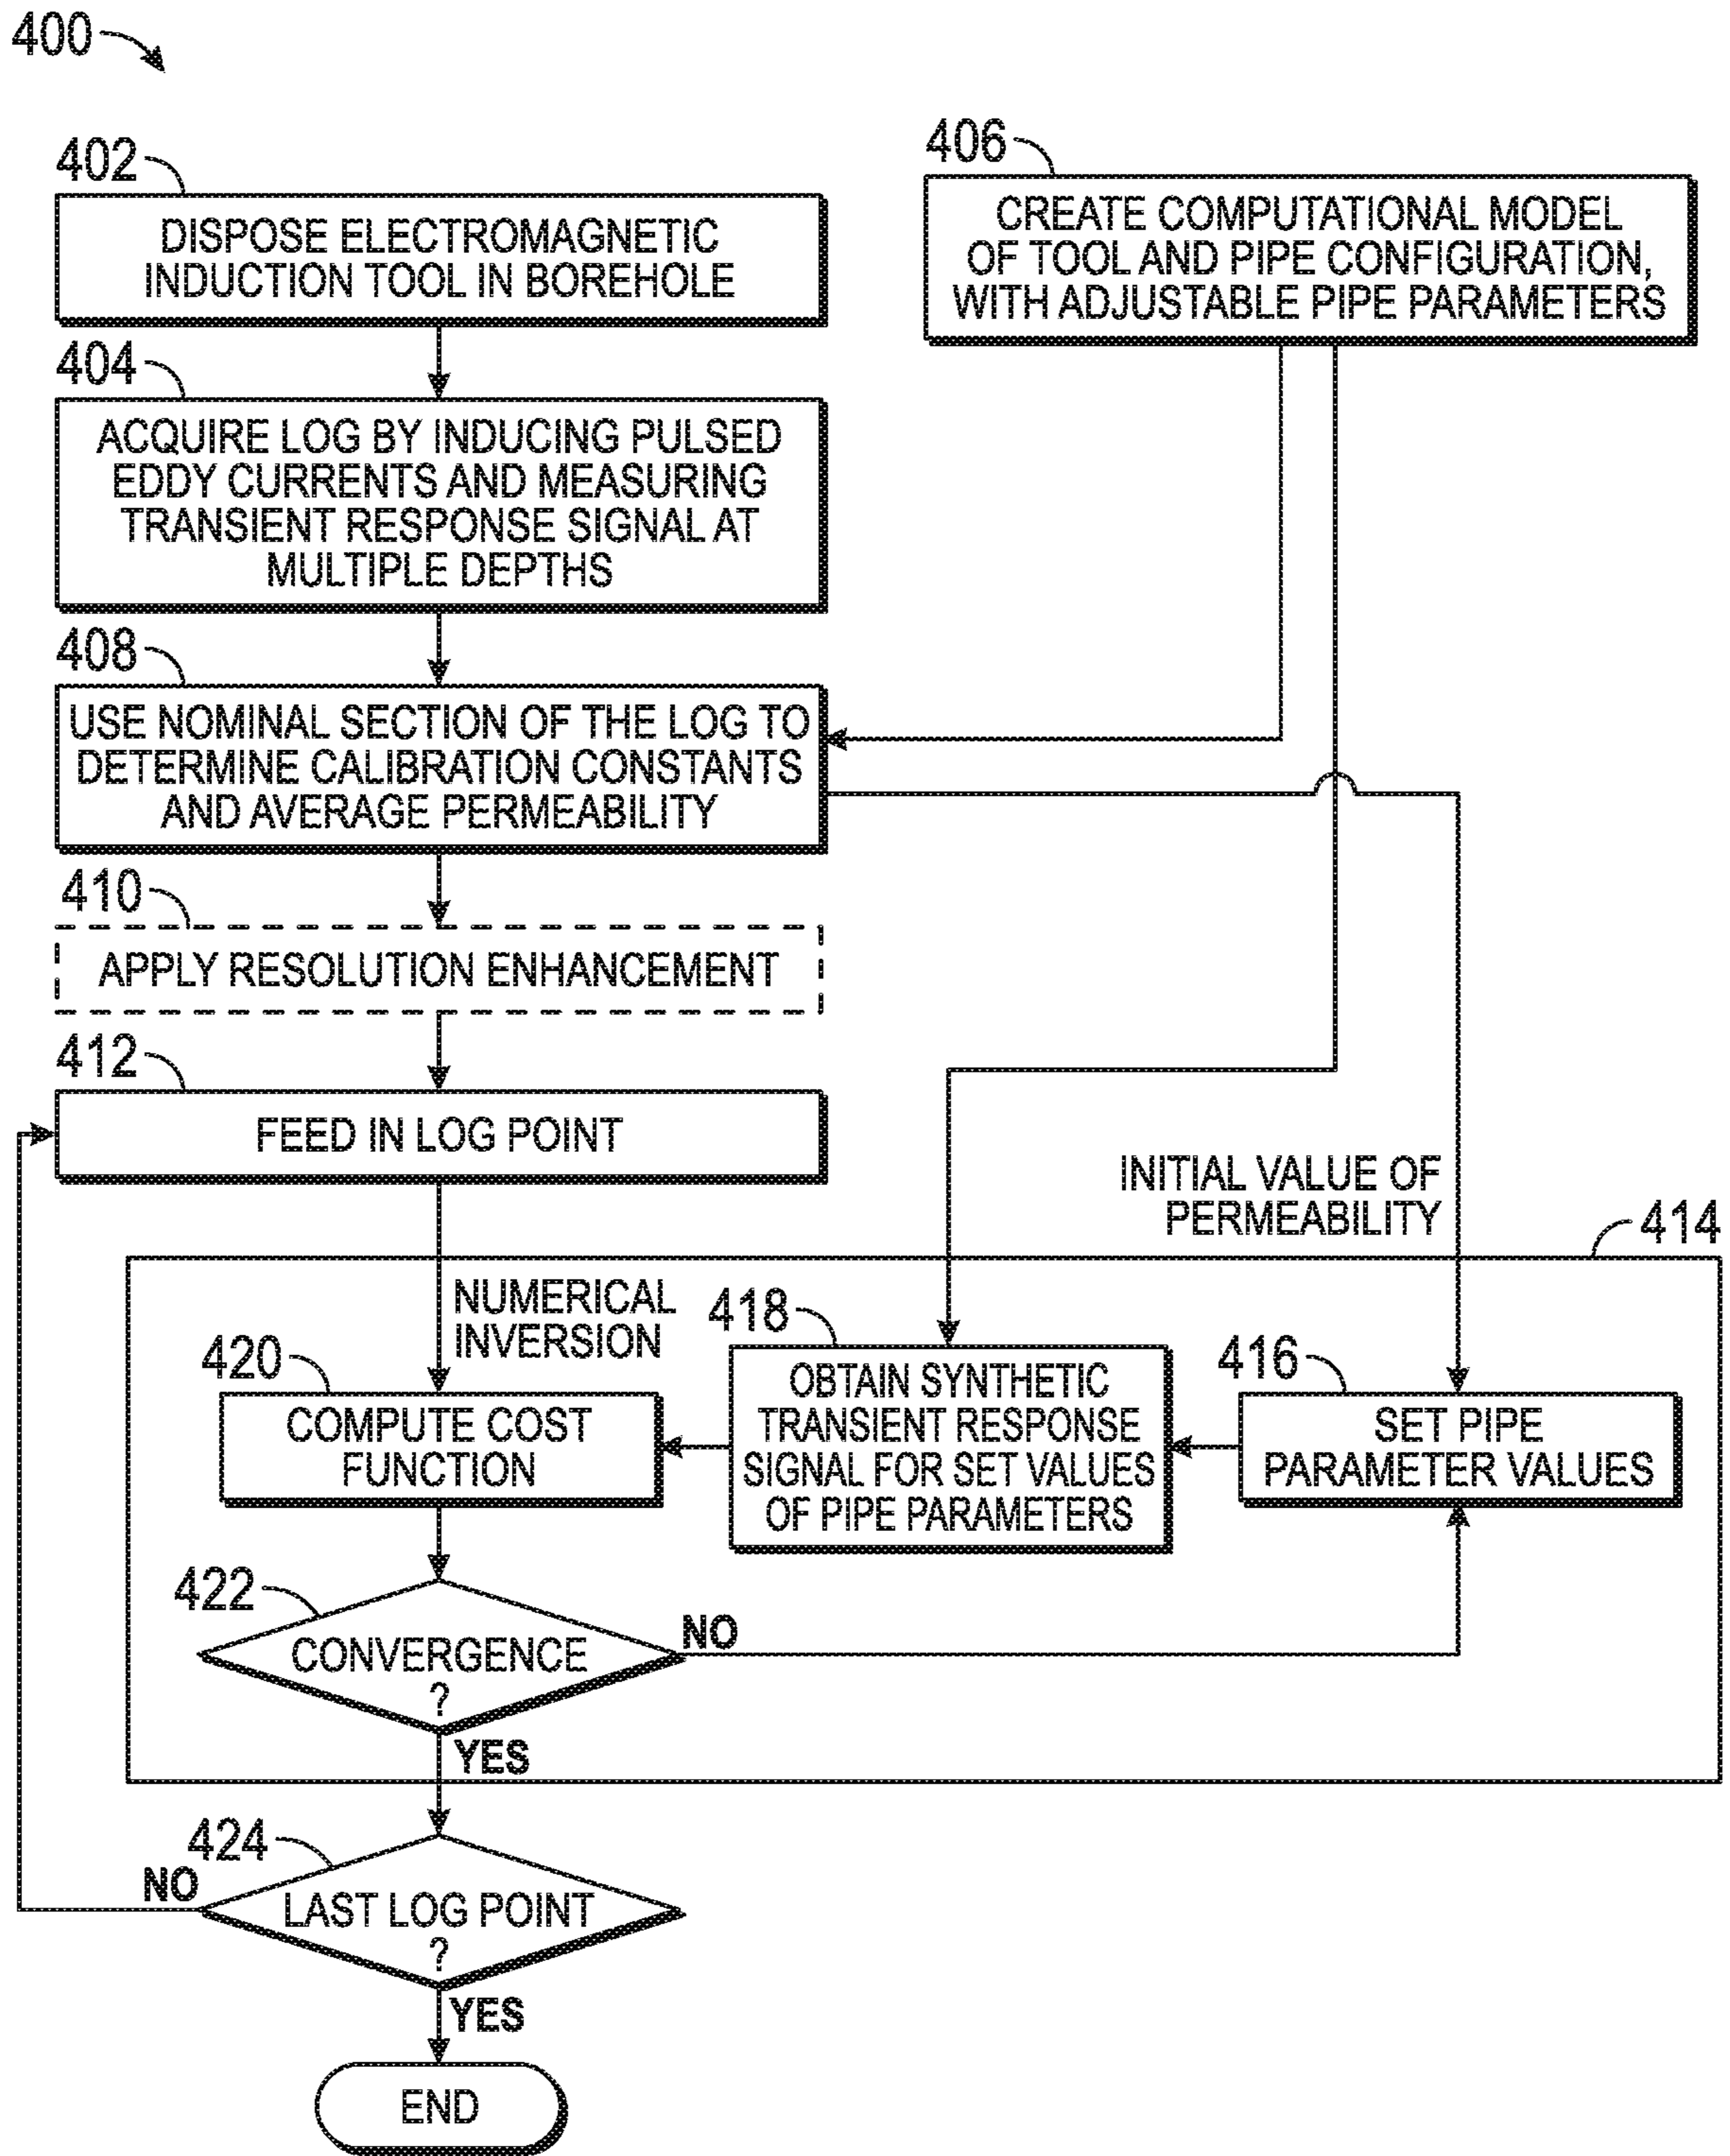 400
402
DISPOSE ELECTROMAGNETIC
INDUCTION TOOL IN BOREHOLE
406
CREATE COMPUTATIONAL MODEL
OF TOOL AND PIPE CONFIGURATION,
WITH ADJUSTABLE PIPE PARAMETERS
404
ACQUIRE LOG BY INDUCING PULSED
EDDY CURRENTS AND MEASURING
TRANSIENT RESPONSE SIGNAL AT
MULTIPLE DEPTHS
408
USE NOMINAL SECTION OF THE LOG TO
DETERMINE CALIBRATION CONSTANTS
AND AVERAGE PERMEABILITY
410
APPLY RESOLUTION ENHANCEMENT
412
FEED IN LOG POINT
INITIAL VALUE OF
PERMEABILITY
414
NUMERICAL
INVERSION
420
COMPUTE COST
FUNCTION
418
OBTAIN SYNTHETIC
TRANSIENT RESPONSE
SIGNAL FOR SET VALUES
OF PIPE PARAMETERS
416
SET PIPE
PARAMETER VALUES
422
CONVERGENCE
?
NO
YES
424
LAST LOG POINT
?
NO
YES
END